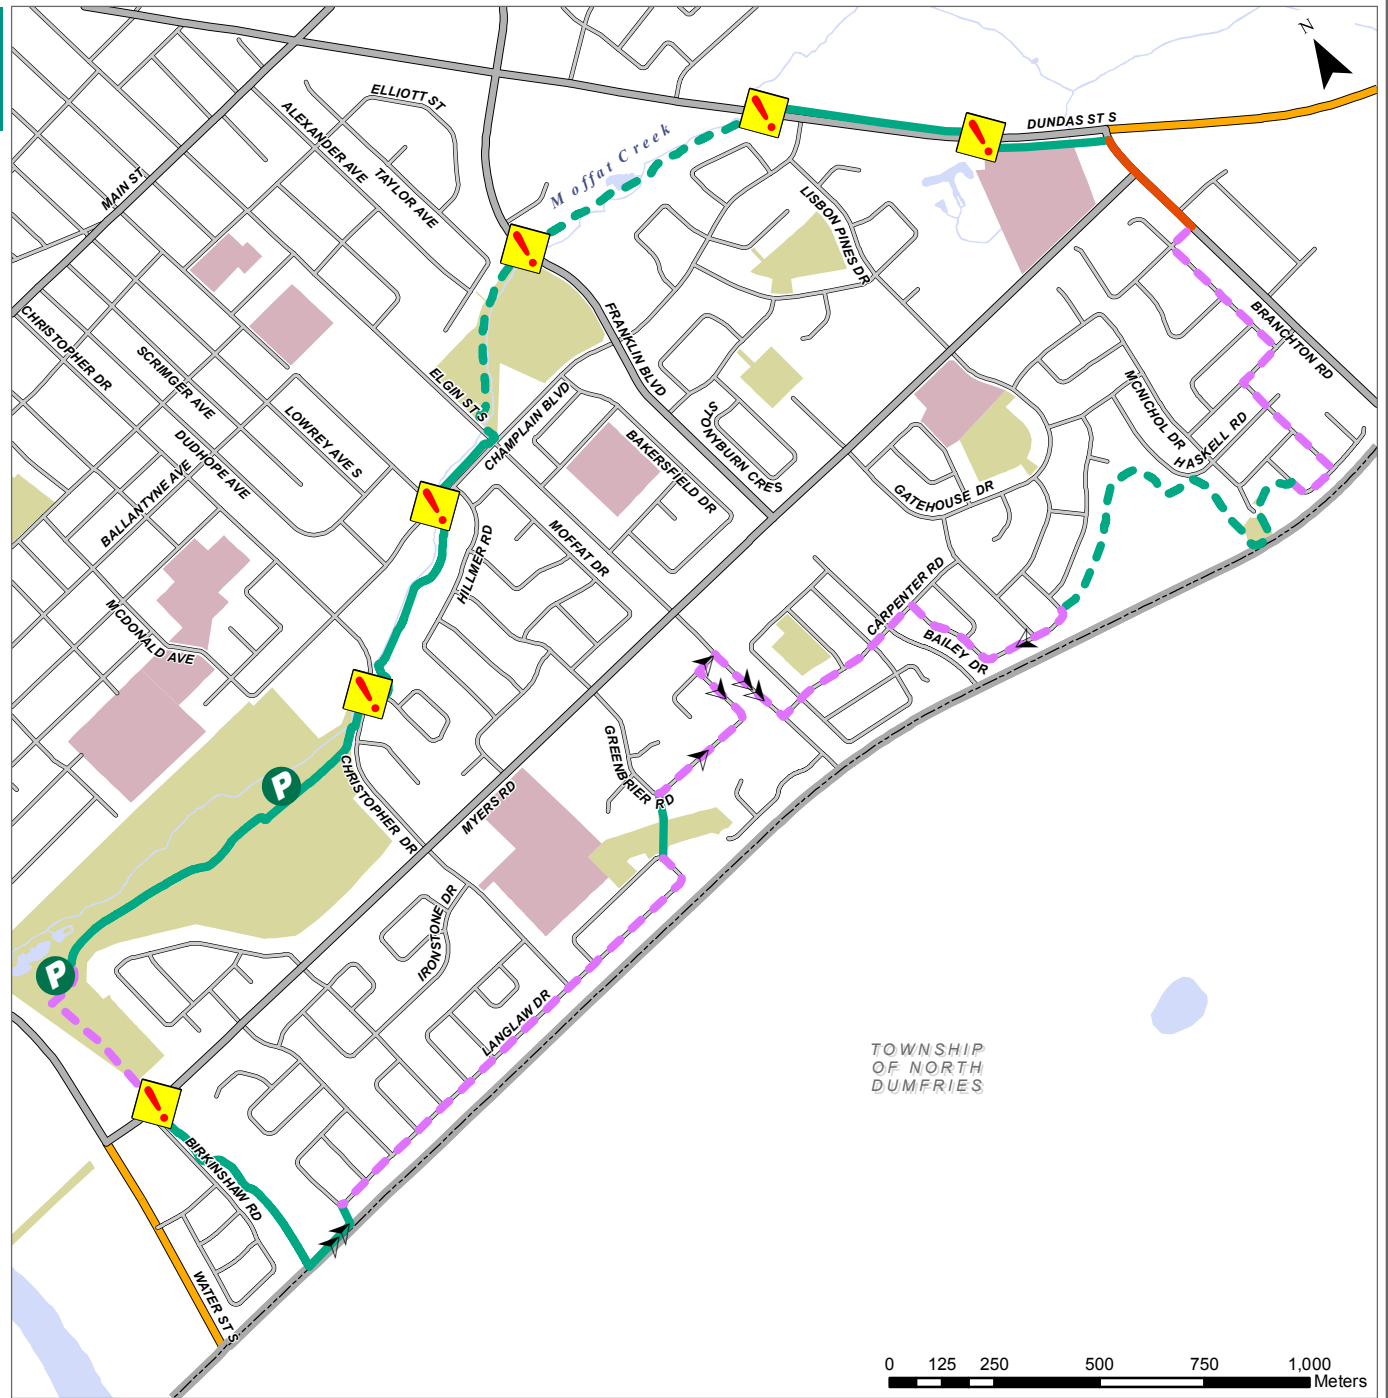 N
ELLIOTT ST
ALEXANDER AVE
TAYLOR AVE
MAIN ST
Moffat Creek
DUNDAS ST S
LISBON PINES DR
CHRISTOPHER DR
SCRIMGER AVE
LOWREY AVE S
DUDHOPE AVE
BALLANTYNE AVE
ELGIN ST S
CHAMPLAIN BLVD
FRANKLIN BLVD
STONYBURN CRES
BAKERSFIELD DR
BRANCHTON RD
MCNICHOL DR
HASKELL RD
GATEHOUSE DR
HILLMER RD
MOFFAT DR
CARPENTER RD
BAILEY DR
MCDONALD AVE
P
GREENBRIER RD
CHRISTOPHER DR
MYERS RD
IRONSTONE DR
LANGLAW DR
P
TOWNSHIP
OF NORTH
DUMFRIES
BIRKINSHAW RD
WATER ST S
0 125 250 500 750 1,000
Meters